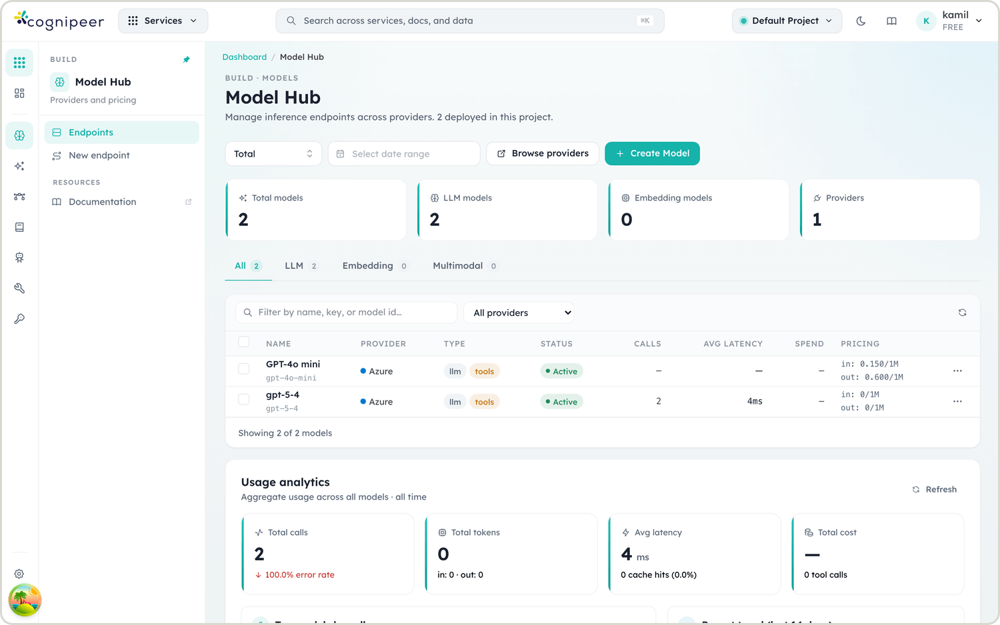 cognipeer
Services
Search across services, docs, and data
⌘K
Default Project
K
kamil
FREE
BUILD
Model Hub
Providers and pricing
Endpoints
New endpoint
RESOURCES
Documentation
Dashboard / Model Hub
BUILD · MODELS
Model Hub
Manage inference endpoints across providers. 2 deployed in this project.
Total
Select date range
Browse providers
+ Create Model
Total models
2
LLM models
2
Embedding models
0
Providers
1
All 2
LLM 2
Embedding 0
Multimodal 0
Filter by name, key, or model id...
All providers
NAME PROVIDER TYPE STATUS CALLS AVG LATENCY SPEND PRICING
GPT-4o mini
gpt-4o-mini
Azure
llm tools
Active
— — —
in: 0.150/1M
out: 0.600/1M
gpt-5-4
gpt-5-4
Azure
llm tools
Active
2 4ms —
in: 0/1M
out: 0/1M
Showing 2 of 2 models
Usage analytics
Aggregate usage across all models · all time
Refresh
Total calls
2
↓ 100.0% error rate
Total tokens
0
in: 0 · out: 0
Avg latency
4 ms
0 cache hits (0.0%)
Total cost
—
0 tool calls